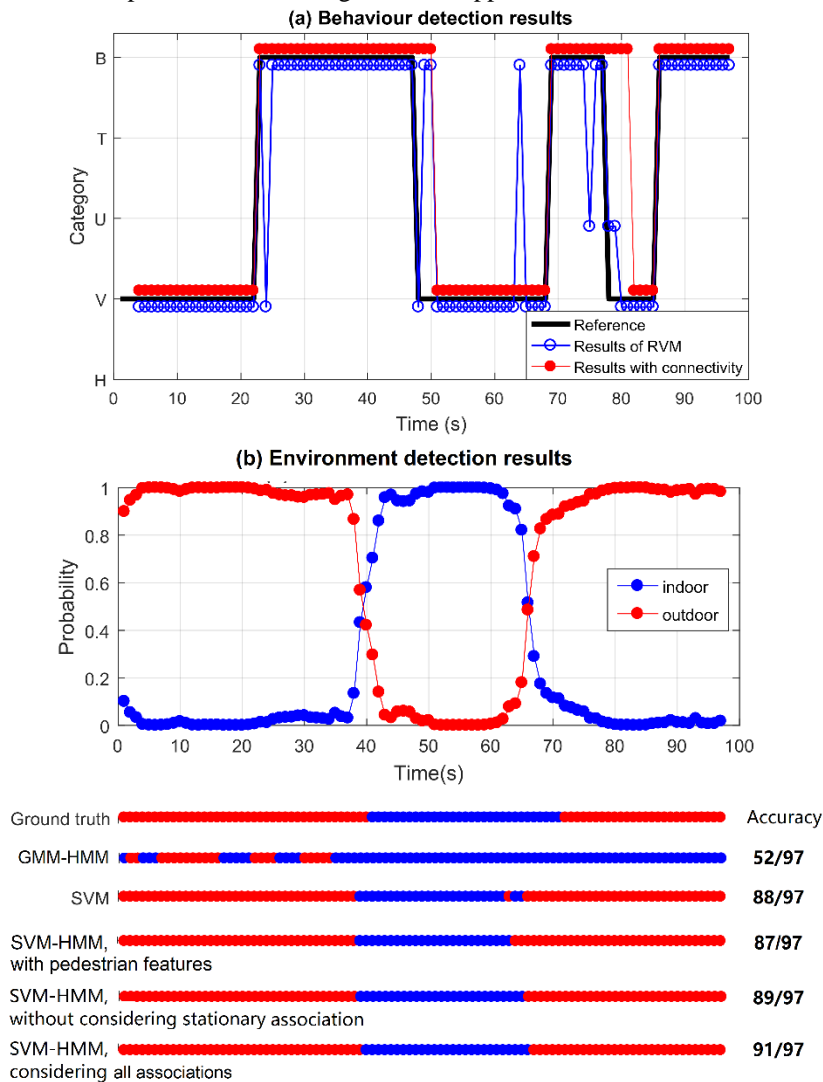 (a) Behaviour detection results
B
T
U
V
H
Category
Reference
Results of RVM
Results with connectivity
0 10 20 30 40 50 60 70 80 90 100
Time (s)
(b) Environment detection results
1
0.8
0.6
0.4
0.2
0
Probability
indoor
outdoor
0 10 20 30 40 50 60 70 80 90 100
Time(s)
Ground truth Accuracy
GMM-HMM 52/97
SVM 88/97
SVM-HMM, 87/97
with pedestrian features
SVM-HMM, 89/97
without considering stationary association
SVM-HMM, 91/97
considering all associations